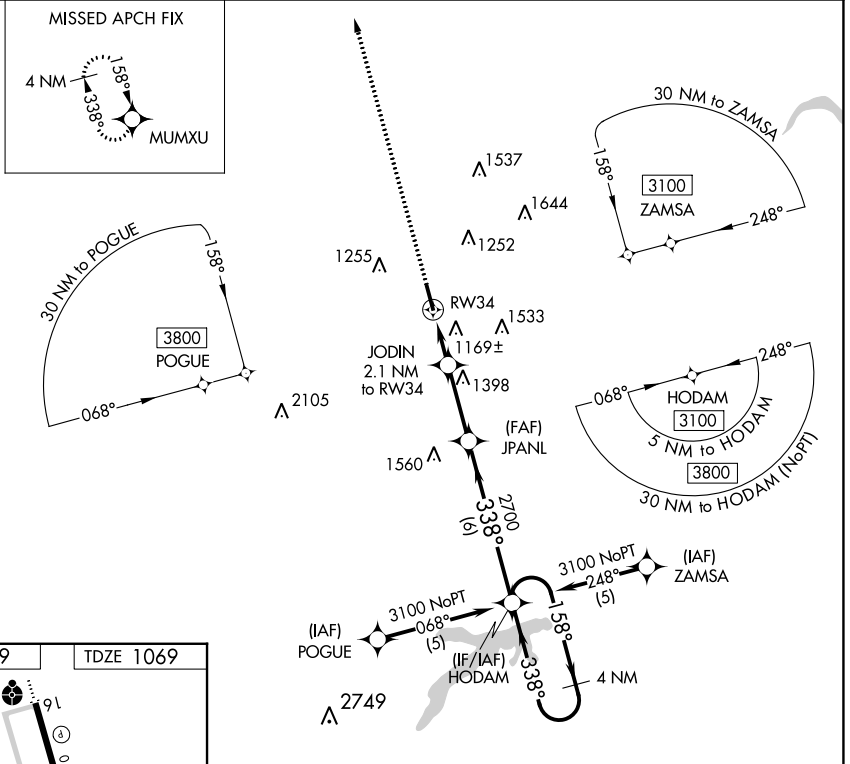 MISSED APCH FIX
4 NM
158°
338°
MUMXU
30 NM to POGUE
158°
3800
POGUE
068°
30 NM to ZAMSA
158°
3100
ZAMSA
248°
1537
1644
1252
1255
RW34
1533
1169±
JODIN
2.1 NM
to RW34
1398
2105
(FAF)
JPANL
1560
068°
248°
HODAM
3100
5 NM to HODAM
3800
30 NM to HODAM (NoPT)
2700
338°
(6)
3100 NoPT
248°
(5)
(IAF)
ZAMSA
3100 NoPT
068°
(5)
(IAF)
POGUE
(IF/IAF)
HODAM
158°
338°
4 NM
2749
9
TDZE 1069
16
P
0